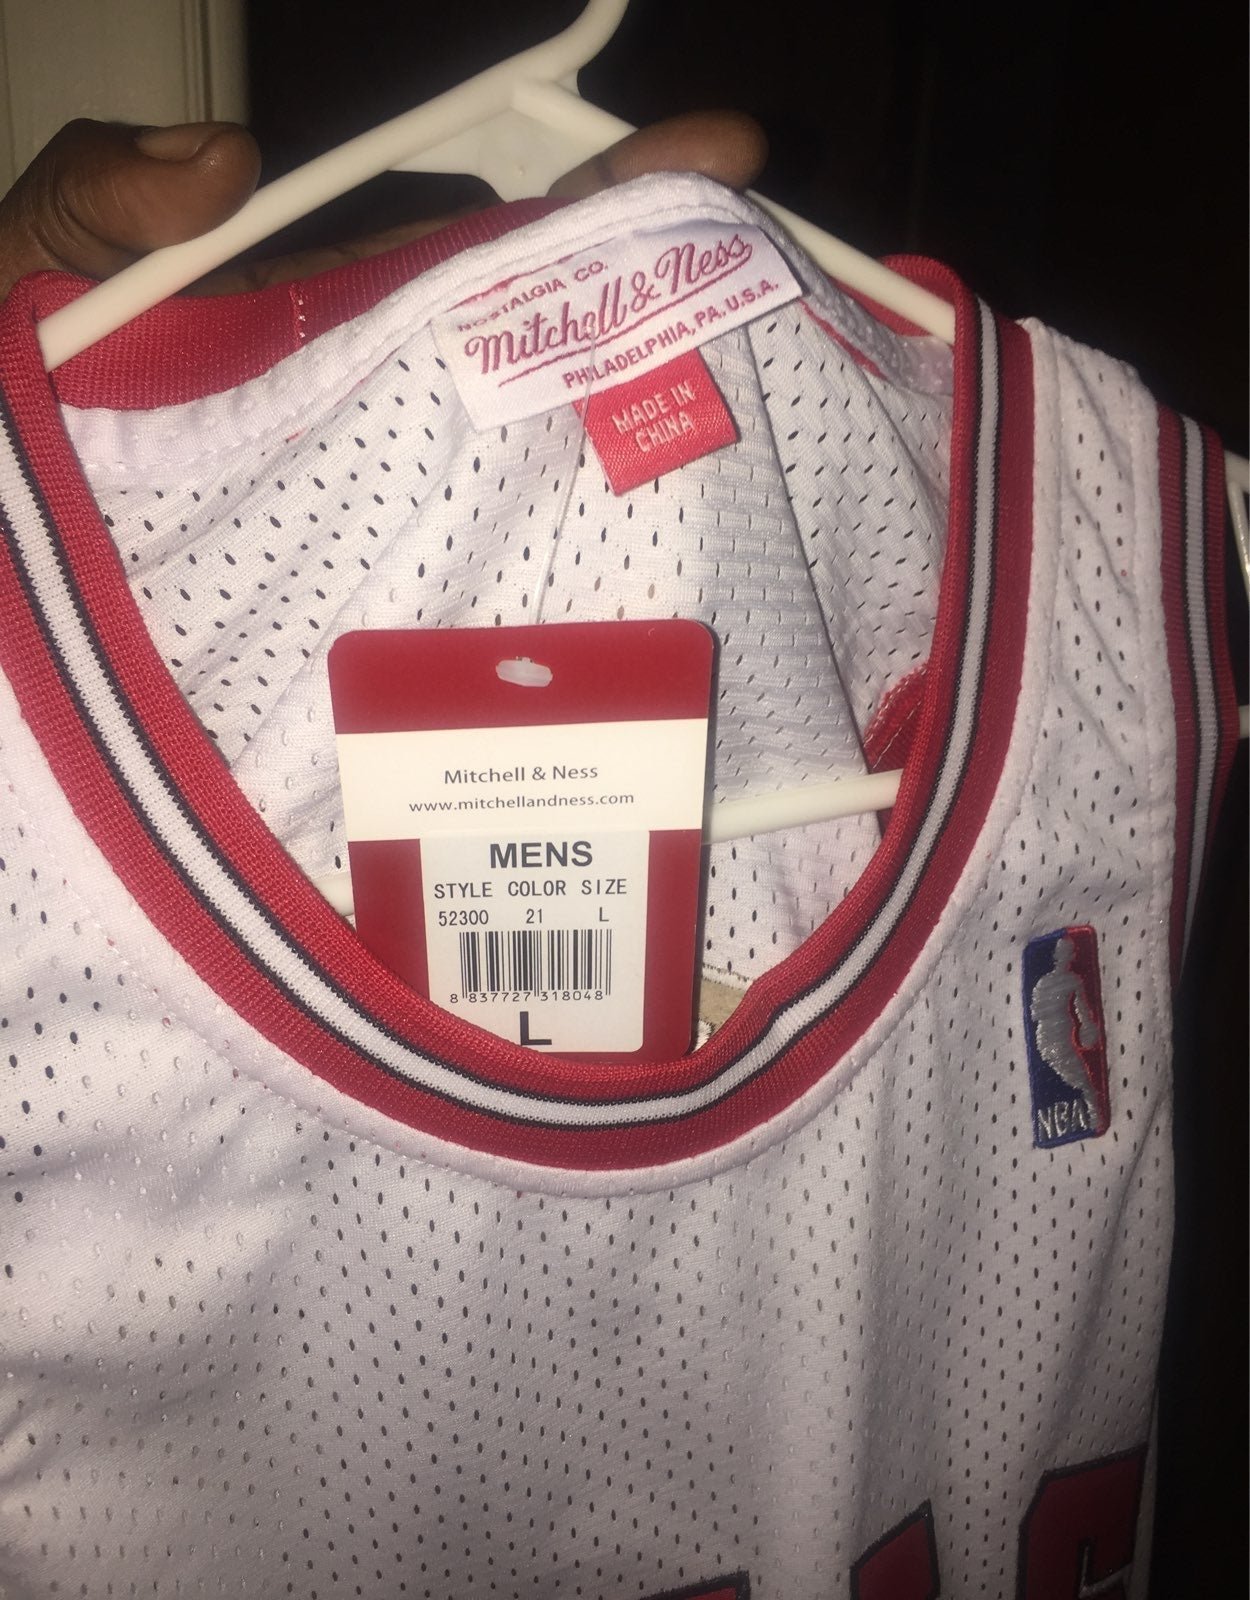 NOSTALGIA CO.
Mitchell & Ness
PHILADELPHIA, PA. U.S.A.
MADE IN
CHINA
Mitchell & Ness
www.mitchellandness.com
MENS
STYLE COLOR SIZE
52300 21 L
8 837727 318048
L
NBA